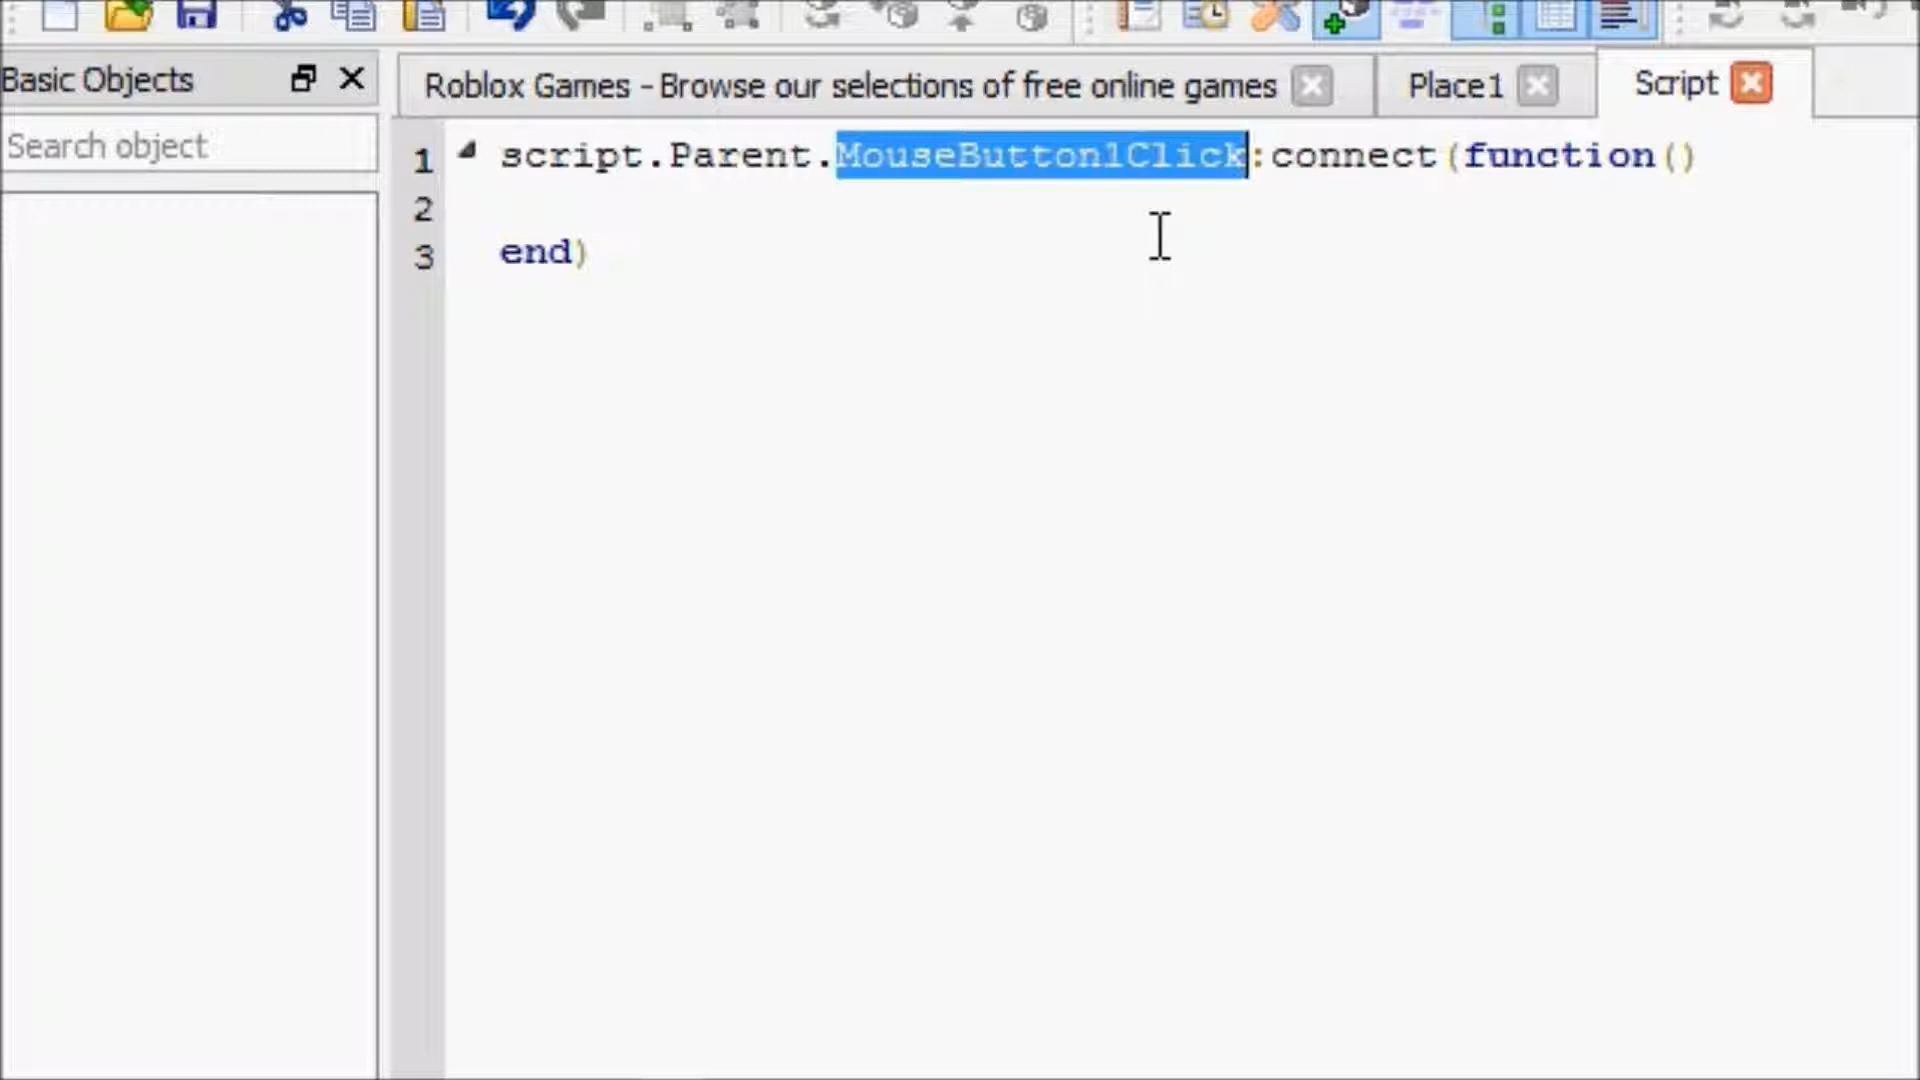 Basic Objects
Search object
Roblox Games - Browse our selections of free online games
Place1
Script
1 script.Parent.MouseButton1Click:connect(function()
2
3 end)